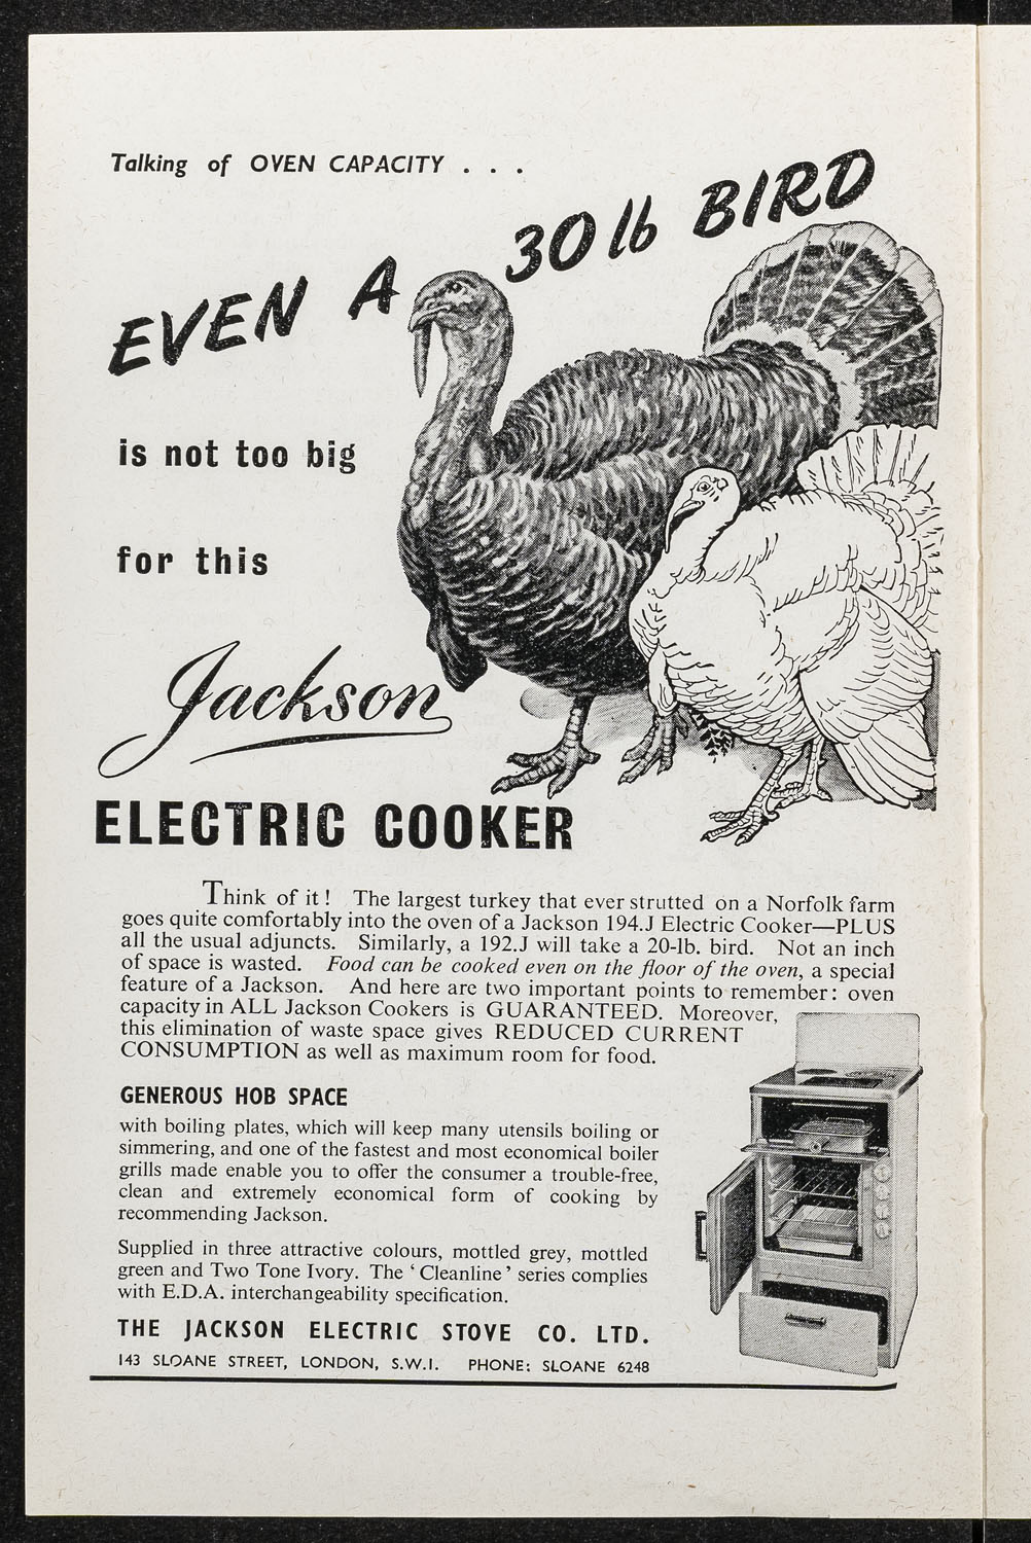 Talking of OVEN CAPACITY . . .
EVEN A 30 lb BIRD
is not too big
for this
Jackson
ELECTRIC COOKER
Think of it! The largest turkey that ever strutted on a Norfolk farm
goes quite comfortably into the oven of a Jackson 194.J Electric Cooker—PLUS
all the usual adjuncts. Similarly, a 192.J will take a 20-lb. bird. Not an inch
of space is wasted. Food can be cooked even on the floor of the oven, a special
feature of a Jackson. And here are two important points to remember: oven
capacity in ALL Jackson Cookers is GUARANTEED. Moreover,
this elimination of waste space gives REDUCED CURRENT
CONSUMPTION as well as maximum room for food.
GENEROUS HOB SPACE
with boiling plates, which will keep many utensils boiling or
simmering, and one of the fastest and most economical boiler
grills made enable you to offer the consumer a trouble-free,
clean and extremely economical form of cooking by
recommending Jackson.
Supplied in three attractive colours, mottled grey, mottled
green and Two Tone Ivory. The ‘Cleanline’ series complies
with E.D.A. interchangeability specification.
THE JACKSON ELECTRIC STOVE CO. LTD.
143 SLOANE STREET, LONDON, S.W.I. PHONE: SLOANE 6248